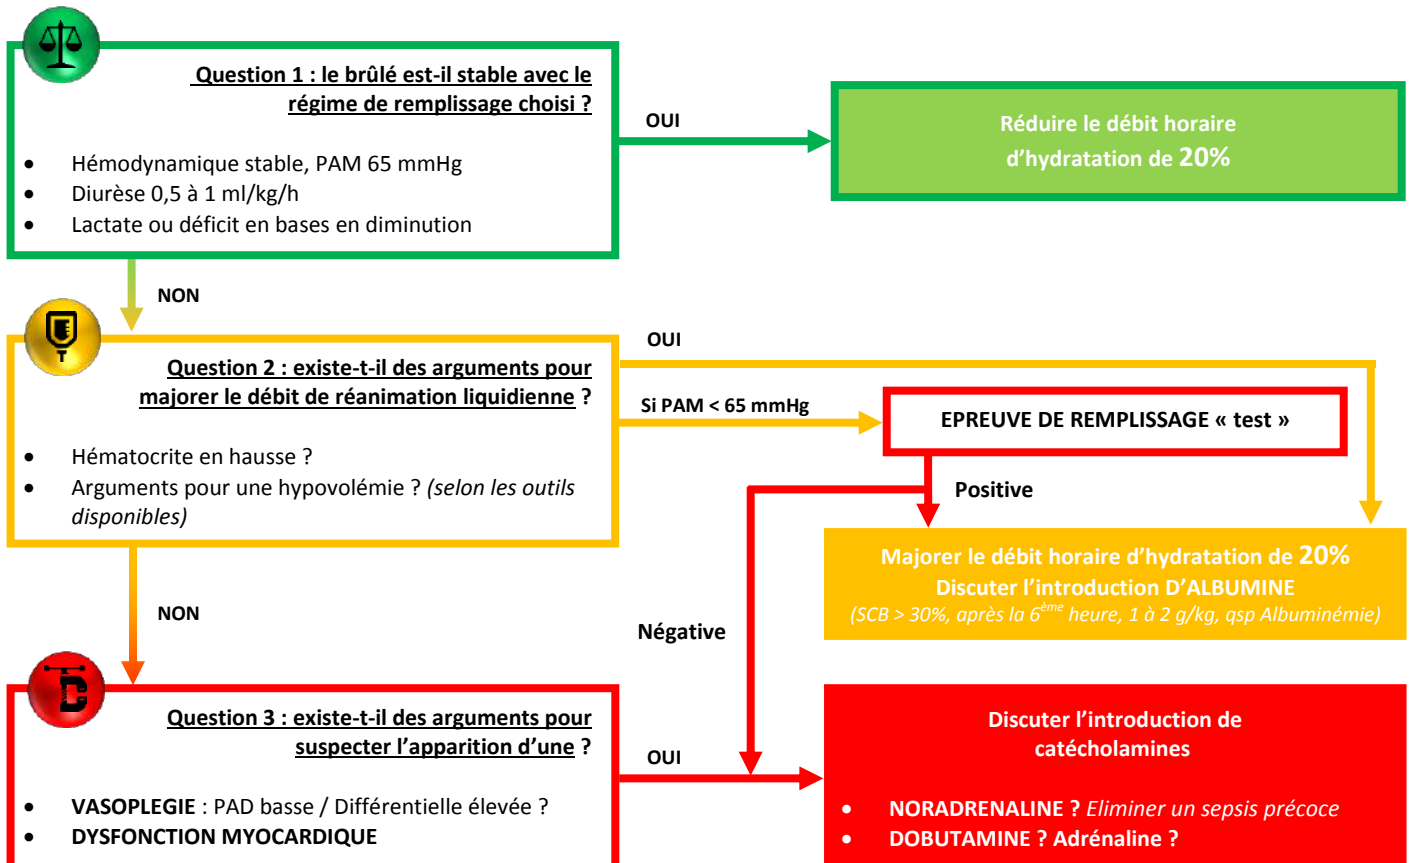 Question 1 : le brûlé est-il stable avec le
régime de remplissage choisi ?
• Hémodynamique stable, PAM 65 mmHg
• Diurèse 0,5 à 1 ml/kg/h
• Lactate ou déficit en bases en diminution
OUI
Réduire le débit horaire
d’hydratation de 20%
NON
Question 2 : existe-t-il des arguments pour
majorer le débit de réanimation liquidienne ?
• Hématocrite en hausse ?
• Arguments pour une hypovolémie ? (selon les outils
disponibles)
OUI
Si PAM < 65 mmHg
EPREUVE DE REMPLISSAGE « test »
Positive
Négative
Majorer le débit horaire d’hydratation de 20%
Discuter l’introduction D’ALBUMINE
(SCB > 30%, après la 6ème heure, 1 à 2 g/kg, qsp Albuminémie)
NON
Question 3 : existe-t-il des arguments pour
suspecter l’apparition d’une ?
• VASOPLEGIE : PAD basse / Différentielle élevée ?
• DYSFONCTION MYOCARDIQUE
OUI
Discuter l’introduction de
catécholamines
• NORADRENALINE ? Eliminer un sepsis précoce
• DOBUTAMINE ? Adrénaline ?